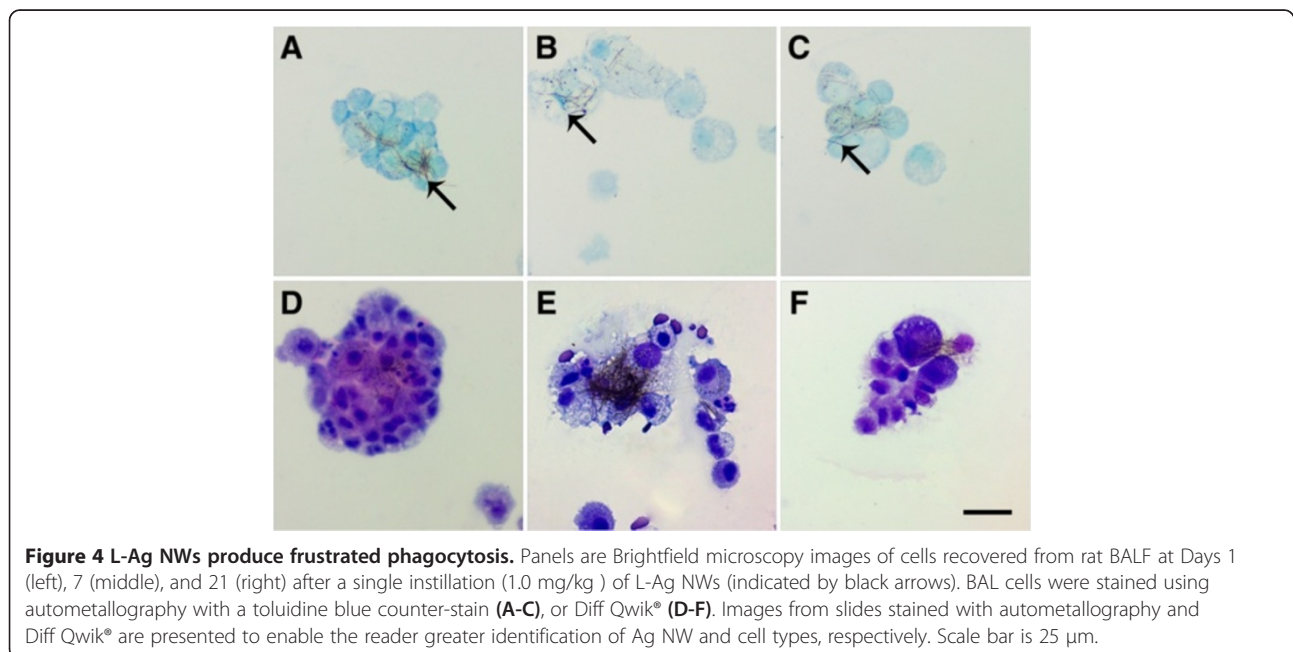 A
B
C
D
E
F
Figure 4 L-Ag NWs produce frustrated phagocytosis. Panels are Brightfield microscopy images of cells recovered from rat BALF at Days 1
(left), 7 (middle), and 21 (right) after a single instillation (1.0 mg/kg ) of L-Ag NWs (indicated by black arrows). BAL cells were stained using
autometallography with a toluidine blue counter-stain (A-C), or Diff Qwik® (D-F). Images from slides stained with autometallography and
Diff Qwik® are presented to enable the reader greater identification of Ag NW and cell types, respectively. Scale bar is 25 μm.